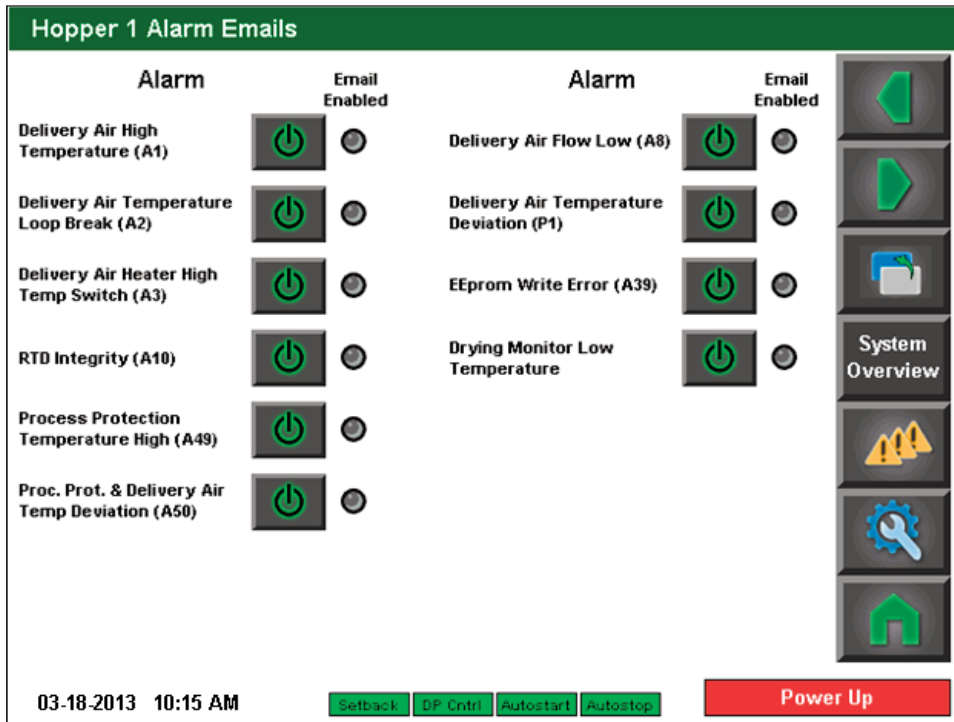 Hopper 1 Alarm Emails
Alarm
Email
Enabled
Delivery Air High
Temperature (A1)
Delivery Air Temperature
Loop Break (A2)
Delivery Air Heater High
Temp Switch (A3)
RTD Integrity (A10)
Process Protection
Temperature High (A49)
Proc. Prot. & Delivery Air
Temp Deviation (A50)
Alarm
Email
Enabled
Delivery Air Flow Low (A8)
Delivery Air Temperature
Deviation (P1)
EEprom Write Error (A39)
Drying Monitor Low
Temperature
System
Overview
03-18-2013 10:15 AM
Setback
DP Cntrl
Autostart
Autostop
Power Up